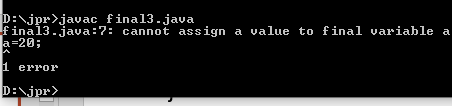 D:\jpr>javac final3.java
final3.java:7: cannot assign a value to final variable a
a=20;
^
1 error
D:\jpr>